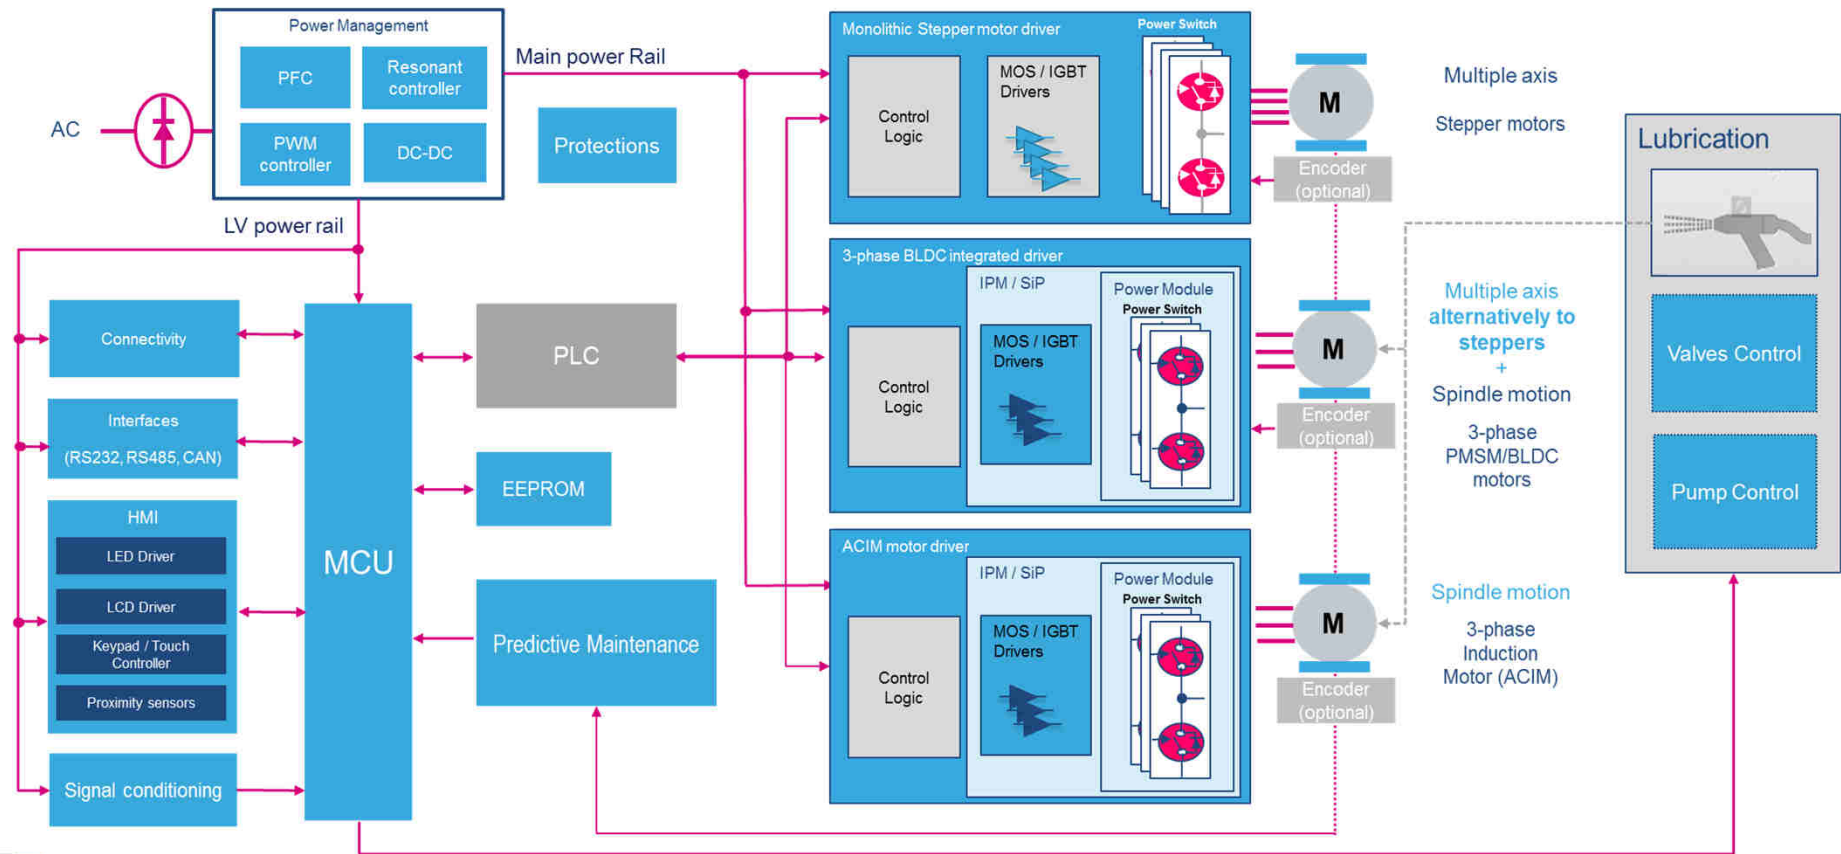 Power Management
PFC
Resonant
controller
PWM
controller
DC-DC
AC
Main power Rail
Protections
LV power rail
Connectivity
Interfaces
(RS232, RS485, CAN)
HMI
LED Driver
LCD Driver
Keypad / Touch
Controller
Proximity sensors
Signal conditioning
MCU
PLC
EEPROM
Predictive Maintenance
Monolithic Stepper motor driver
Control
Logic
MOS / IGBT
Drivers
Power Switch
M
Encoder
(optional)
Multiple axis
Stepper motors
3-phase BLDC integrated driver
Control
Logic
IPM / SiP
MOS / IGBT
Drivers
Power Module
Power Switch
M
Encoder
(optional)
Multiple axis
alternatively to
steppers
+
Spindle motion
3-phase
PMSM/BLDC
motors
ACIM motor driver
Control
Logic
IPM / SiP
MOS / IGBT
Drivers
Power Module
Power Switch
M
Encoder
(optional)
Spindle motion
3-phase
Induction
Motor (ACIM)
Lubrication
Valves Control
Pump Control